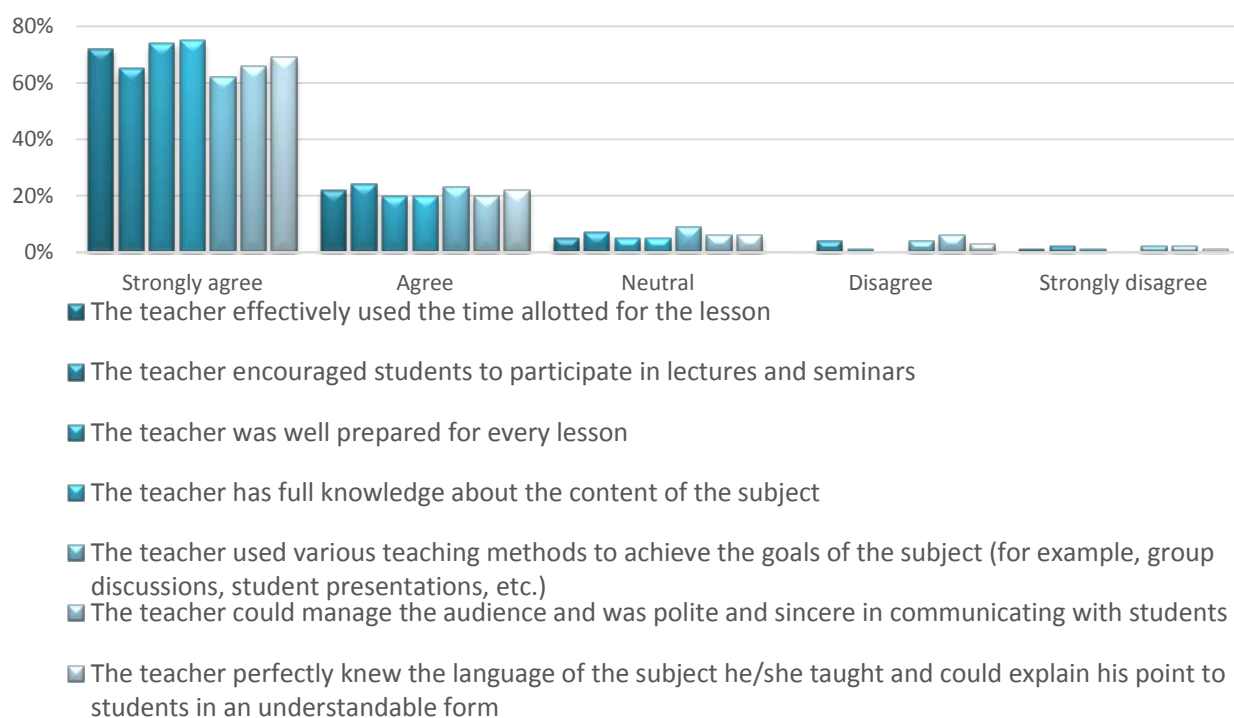 80%
60%
40%
20%
0%
Strongly agree Agree Neutral Disagree Strongly disagree
The teacher effectively used the time allotted for the lesson
The teacher encouraged students to participate in lectures and seminars
The teacher was well prepared for every lesson
The teacher has full knowledge about the content of the subject
The teacher used various teaching methods to achieve the goals of the subject (for example, group
discussions, student presentations, etc.)
The teacher could manage the audience and was polite and sincere in communicating with students
The teacher perfectly knew the language of the subject he/she taught and could explain his point to
students in an understandable form